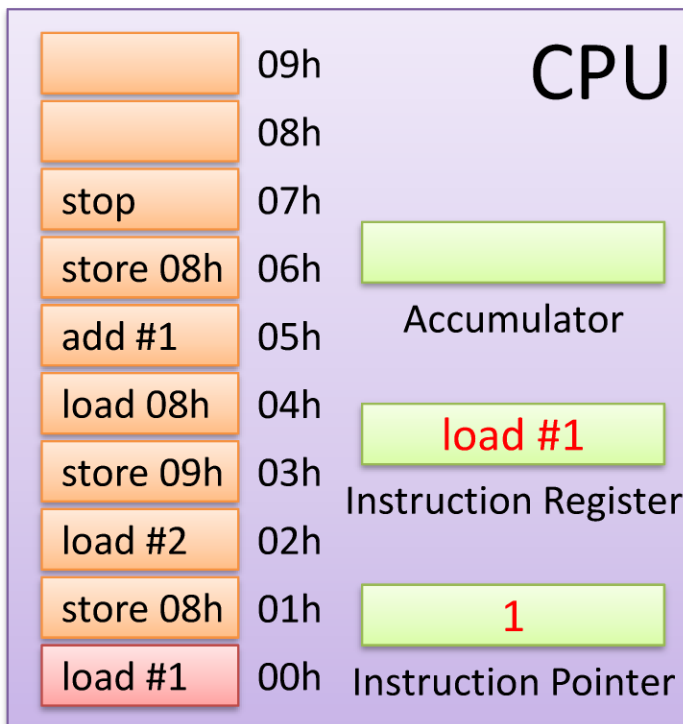 CPU
09h
08h
stop 07h
store 08h 06h
add #1 05h
load 08h 04h
store 09h 03h
load #2 02h
store 08h 01h
load #1 00h
Accumulator
load #1
Instruction Register
1
Instruction Pointer